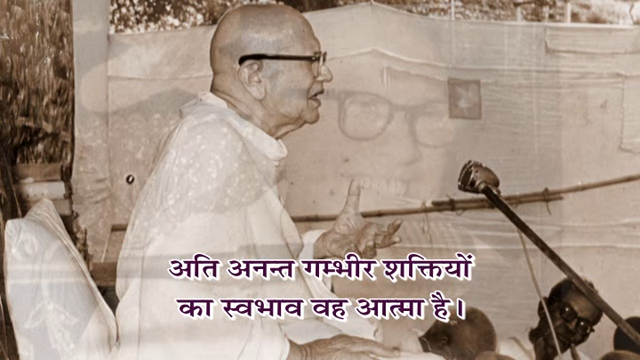 अति अनन्त गम्भीर शक्तियों
का स्वभाव वह आत्मा है।